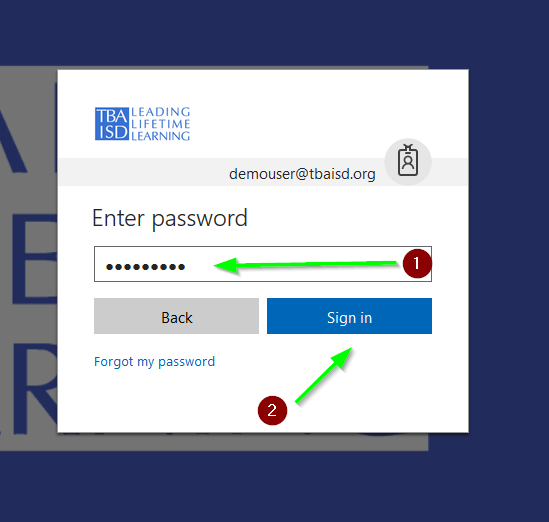 TBA LEADING
ISD LIFETIME
LEARNING
demouser@tbaisd.org
Enter password
●●●●●●●●●
1
Back
Sign in
Forgot my password
2